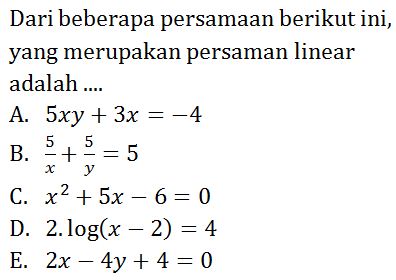 Dari beberapa persamaan berikut ini,
yang merupakan persaman linear
adalah ....
A. 5xy + 3x = −4
B. 5/x + 5/y = 5
C. x² + 5x − 6 = 0
D. 2. log(x − 2) = 4
E. 2x − 4y + 4 = 0